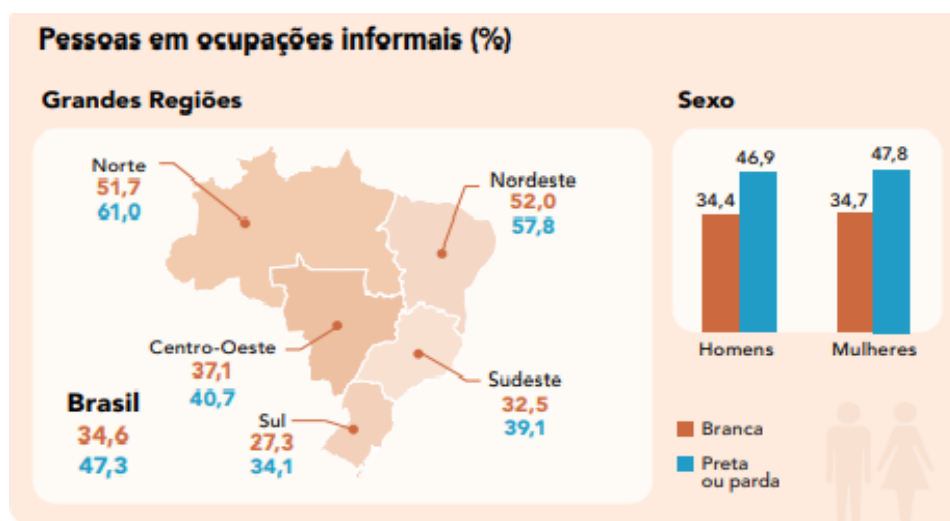 Pessoas em ocupações informais (%)
Grandes Regiões
Norte
51,7
61,0
Nordeste
52,0
57,8
Centro-Oeste
37,1
40,7
Sudeste
32,5
39,1
Sul
27,3
34,1
Brasil
34,6
47,3
Sexo
34,4
46,9
34,7
47,8
Homens
Mulheres
Branca
Preta
ou parda